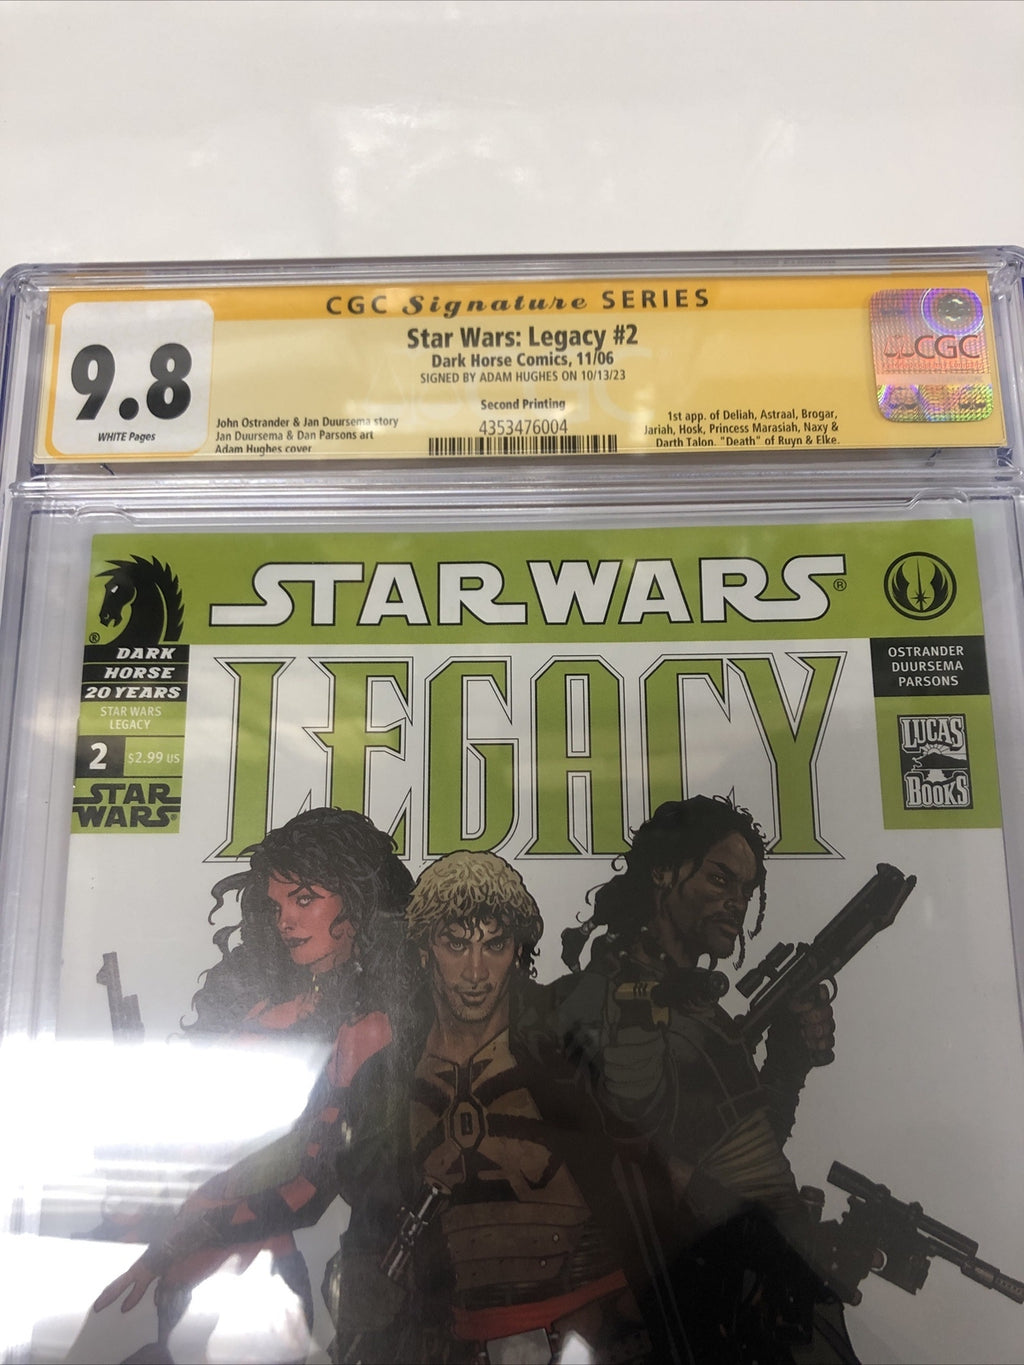 CGC Signature SERIES
Star Wars: Legacy #2
Dark Horse Comics, 11/06
SIGNED BY ADAM HUGHES ON 10/13/23
9.8
WHITE Pages
Second Printing
4353476004
John Ostrander & Jan Duursema story
Jan Duursema & Dan Parsons art
Adam Hughes cover
1st app. of Deliah, Astraal, Brogar,
Jariah, Hosk, Princess Marasiah, Naxy &
Darth Talon. "Death" of Ruyn & Elke.
CGC
STAR WARS®
LEGACY
®
DARK
HORSE
20 YEARS
STAR WARS
LEGACY
2
$2.99 US
STAR
WARS®
OSTRANDER
DUURSEMA
PARSONS
LUCAS
BOOKS